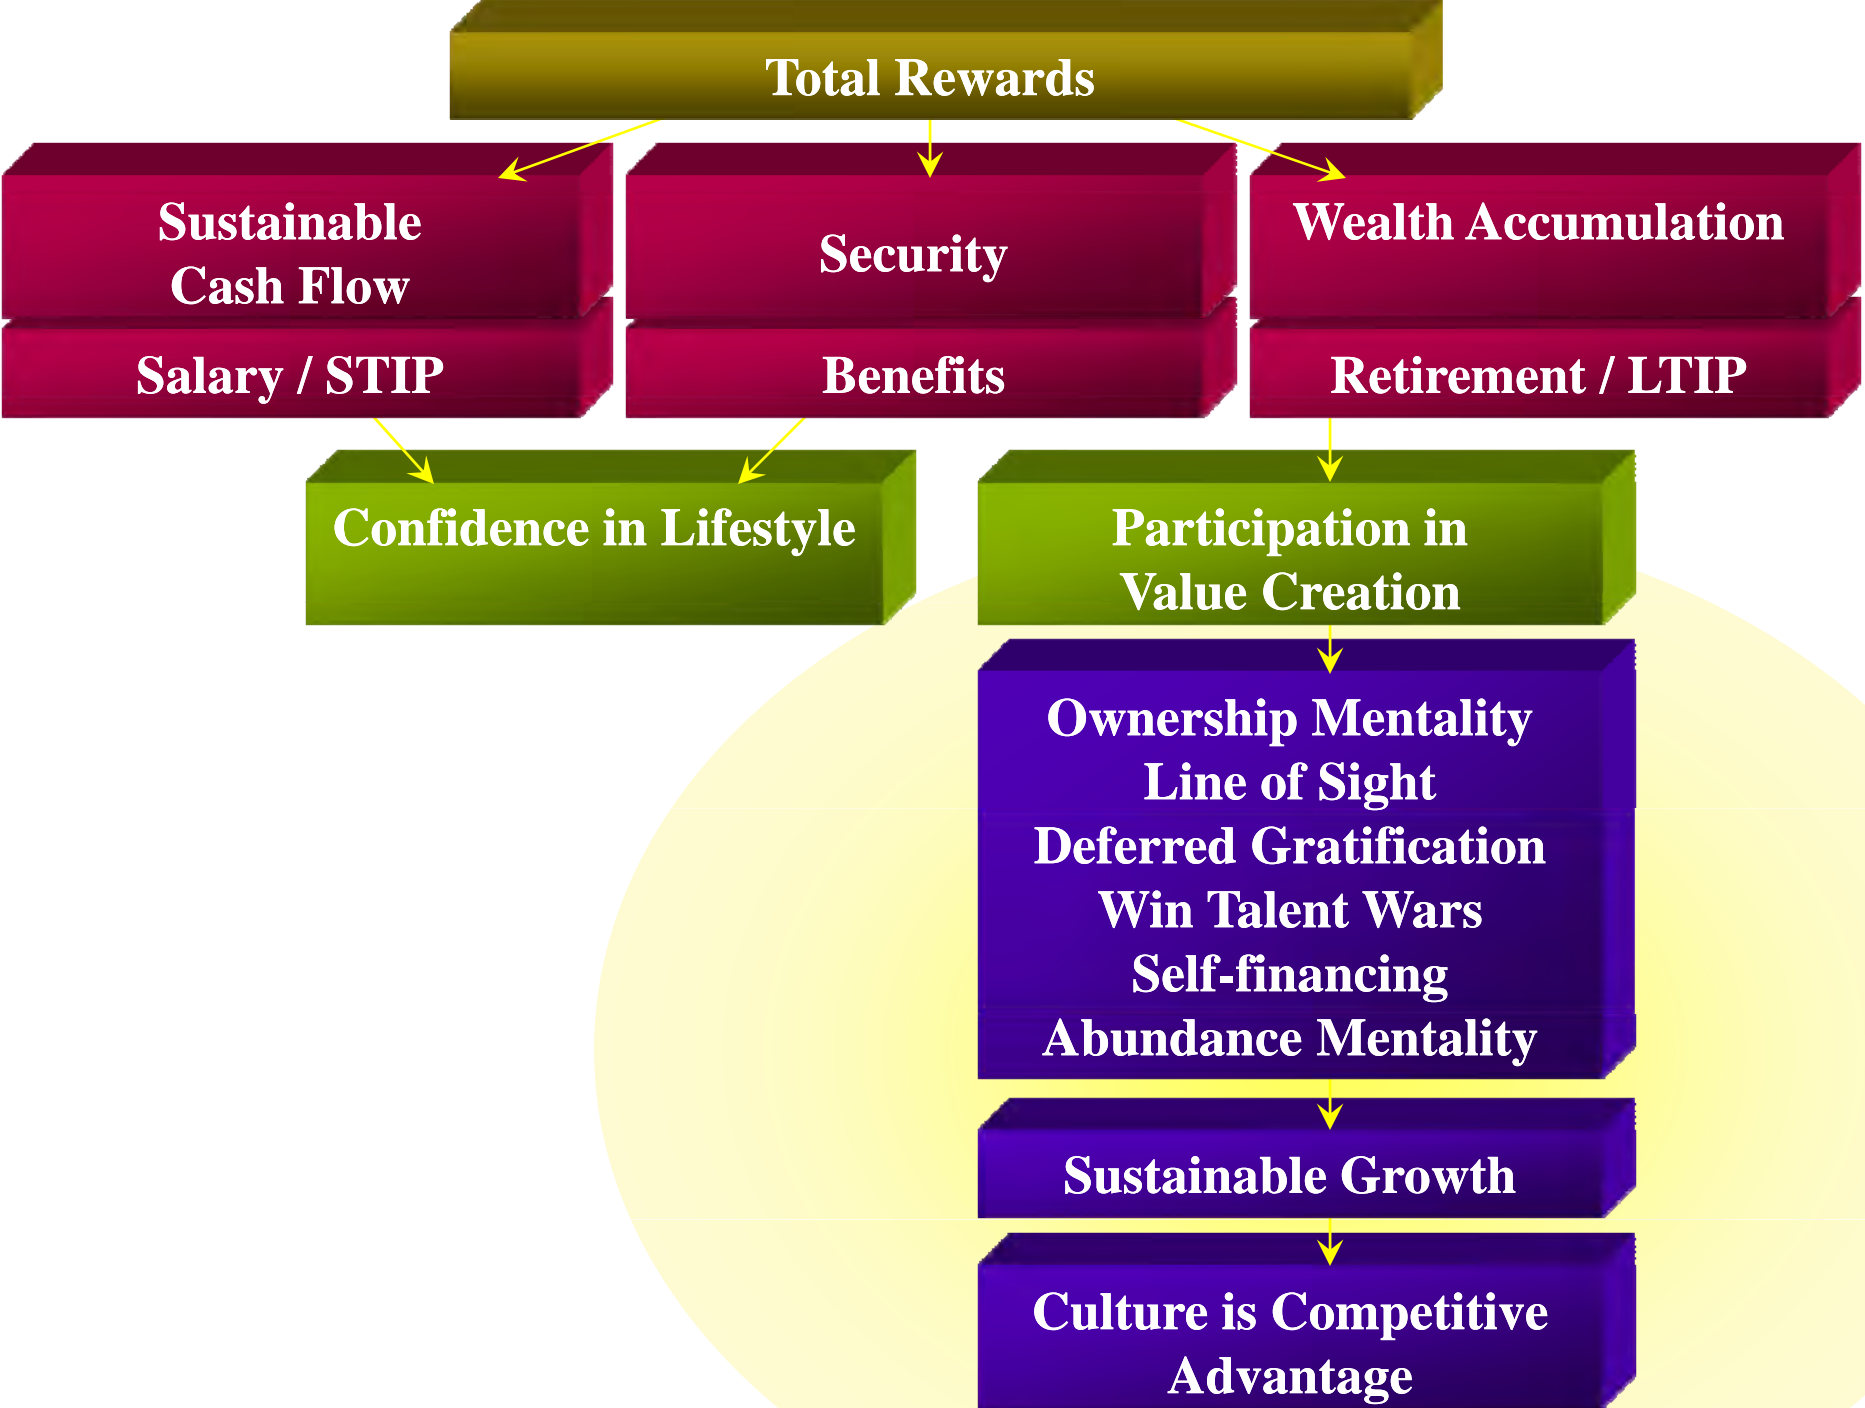 Total Rewards
Sustainable
Cash Flow
Security
Wealth Accumulation
Salary / STIP
Benefits
Retirement / LTIP
Confidence in Lifestyle
Participation in
Value Creation
Ownership Mentality
Line of Sight
Deferred Gratification
Win Talent Wars
Self-financing
Abundance Mentality
Sustainable Growth
Culture is Competitive
Advantage